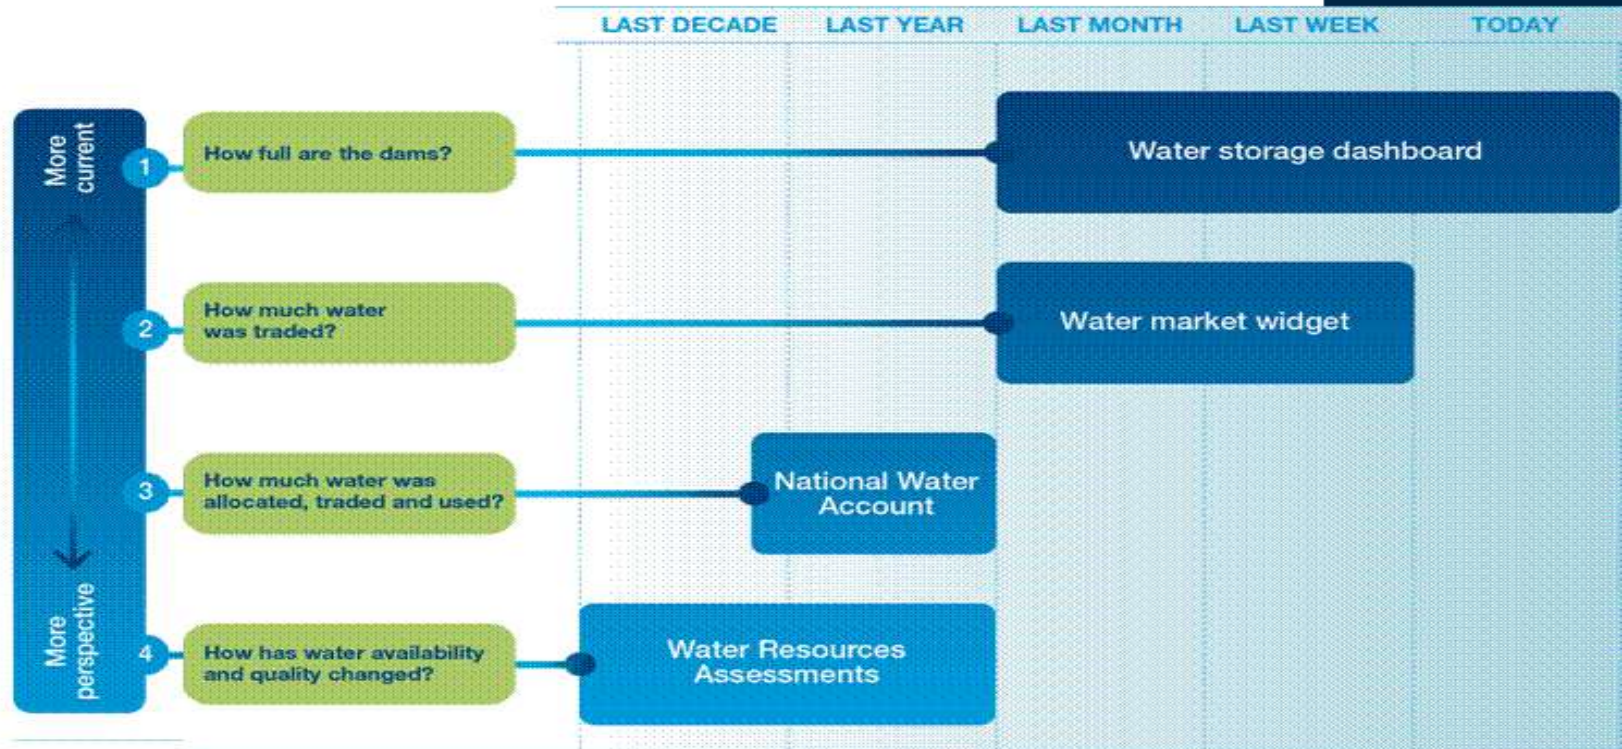 LAST DECADE LAST YEAR LAST MONTH LAST WEEK TODAY
More
current
1
How full are the dams?
Water storage dashboard
2
How much water
was traded?
Water market widget
3
How much water was
allocated, traded and used?
National Water
Account
More
perspective
4
How has water availability
and quality changed?
Water Resources
Assessments